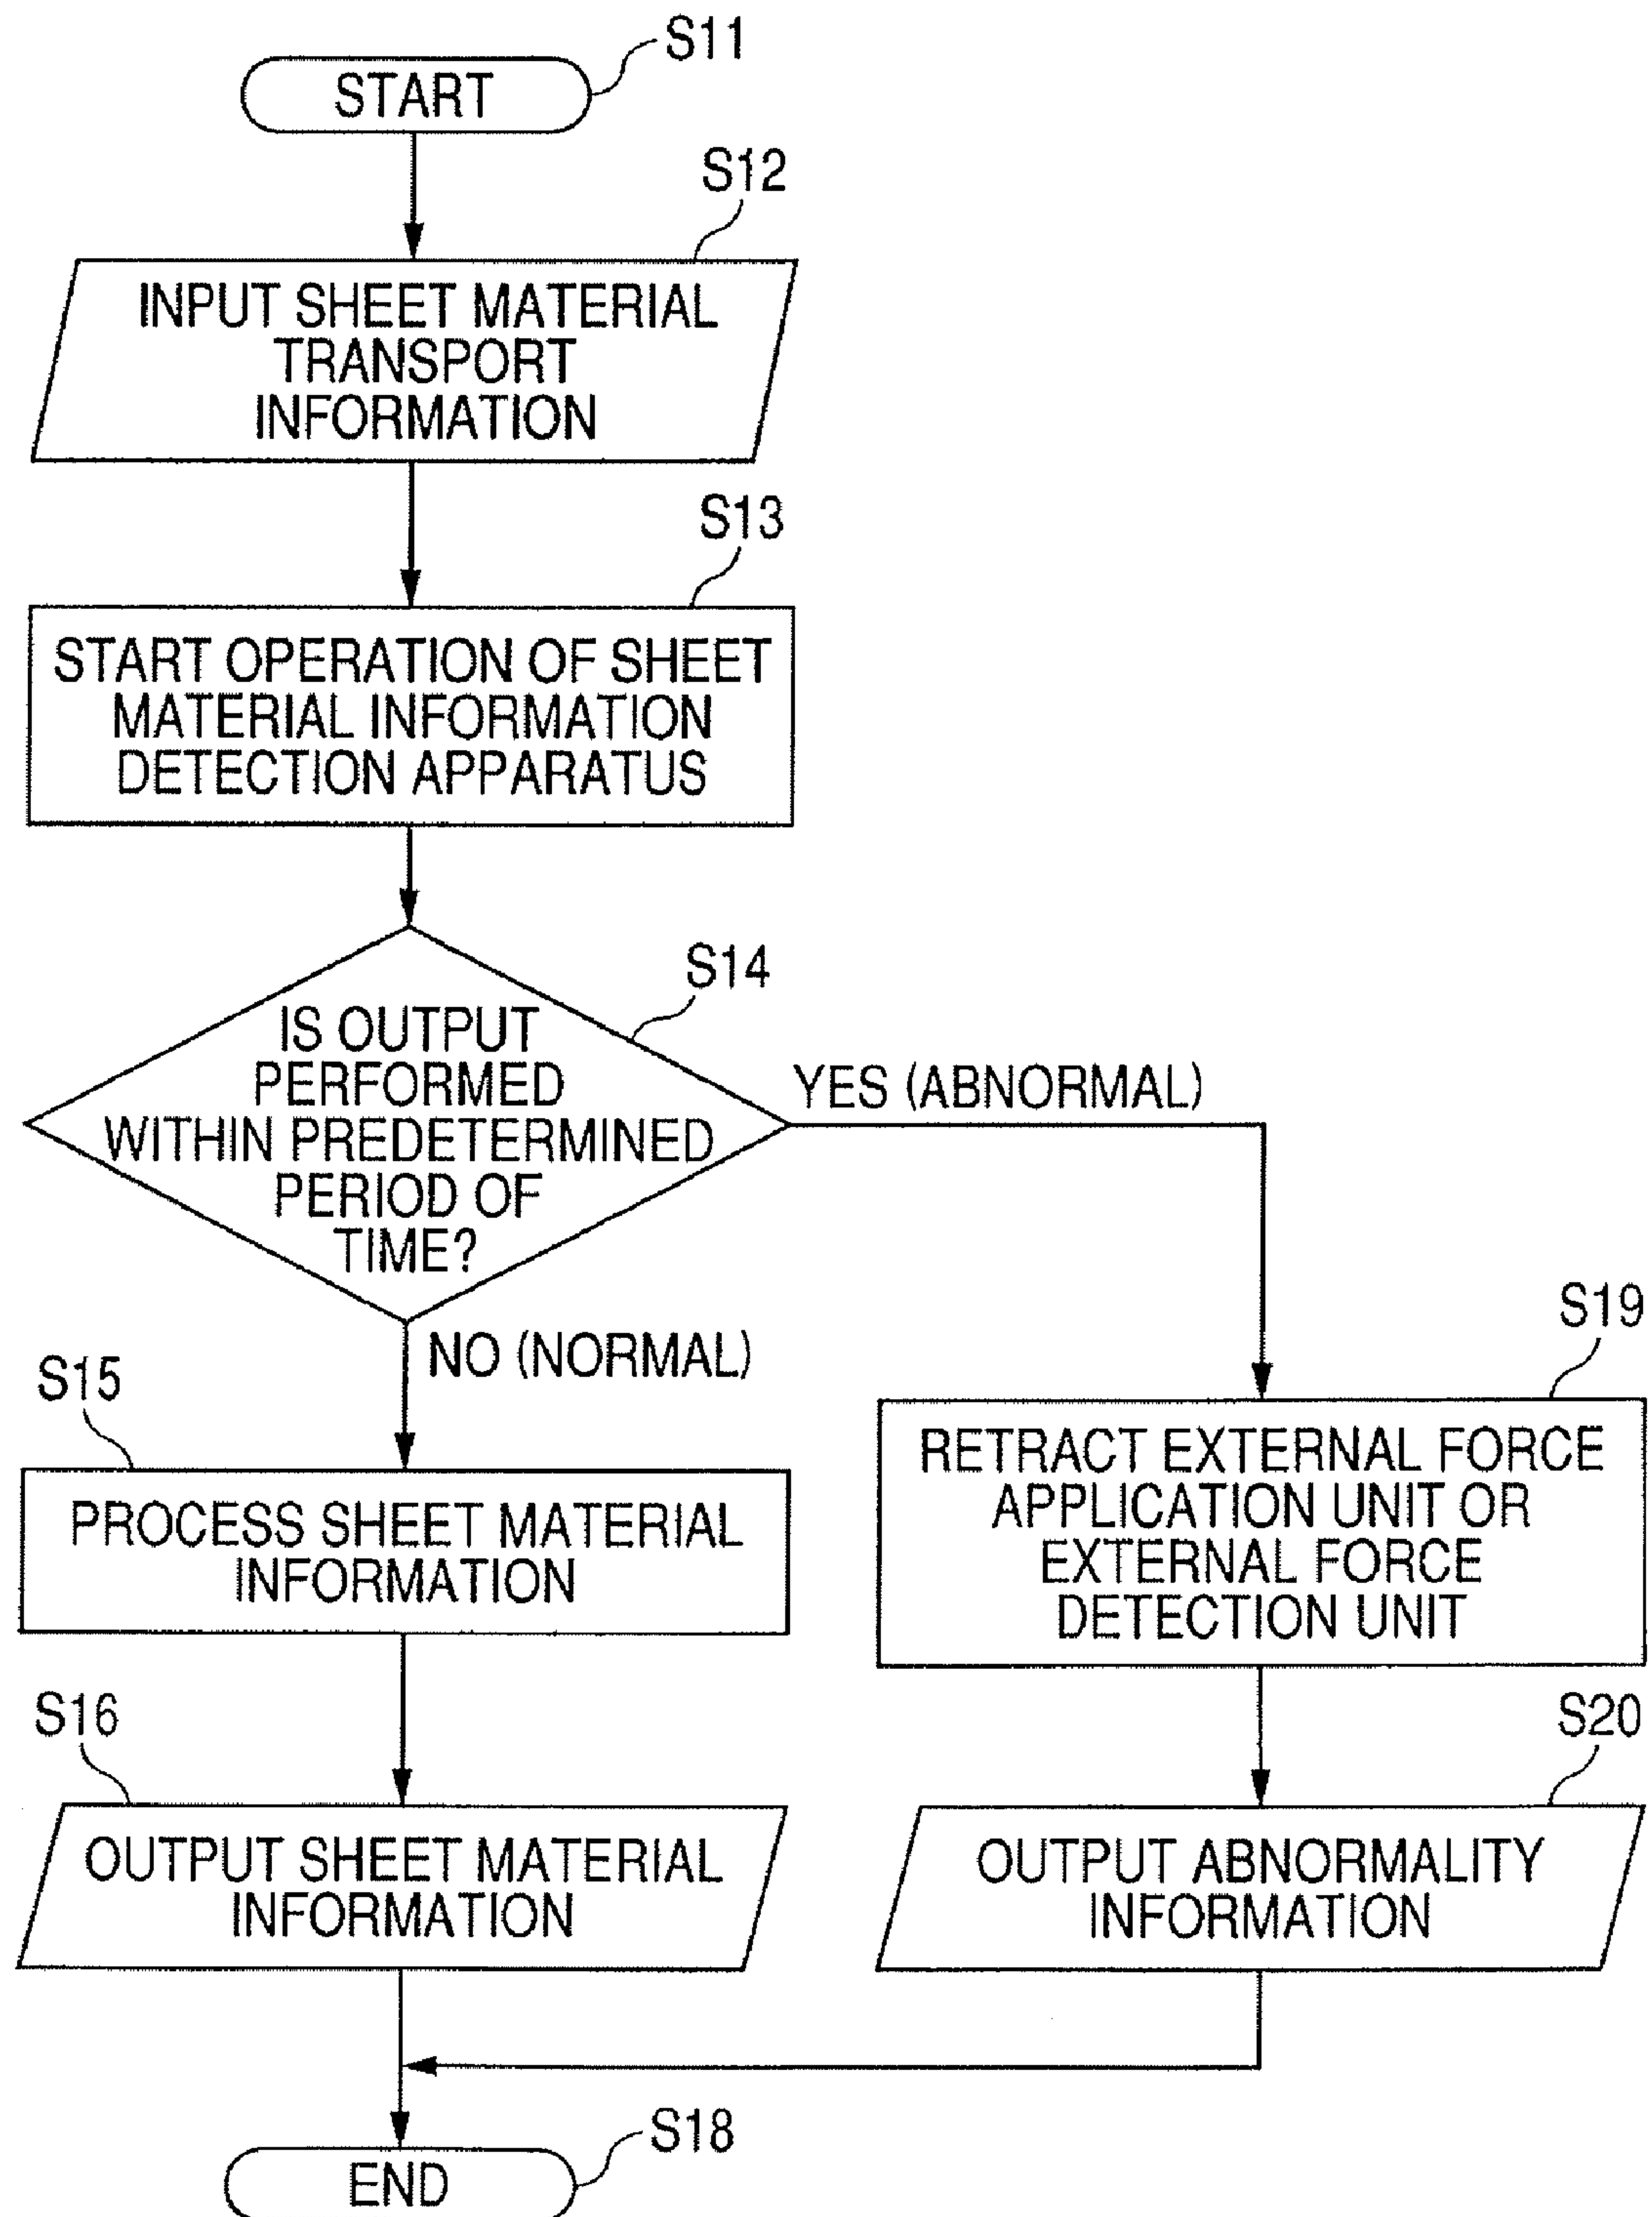 S11
START
S12
INPUT SHEET MATERIAL
TRANSPORT
INFORMATION
S13
START OPERATION OF SHEET
MATERIAL INFORMATION
DETECTION APPARATUS
S14
IS OUTPUT
PERFORMED
WITHIN PREDETERMINED
PERIOD OF
TIME?
YES (ABNORMAL)
NO (NORMAL)
S15
PROCESS SHEET MATERIAL
INFORMATION
S16
OUTPUT SHEET MATERIAL
INFORMATION
S19
RETRACT EXTERNAL FORCE
APPLICATION UNIT OR
EXTERNAL FORCE
DETECTION UNIT
S20
OUTPUT ABNORMALITY
INFORMATION
S18
END